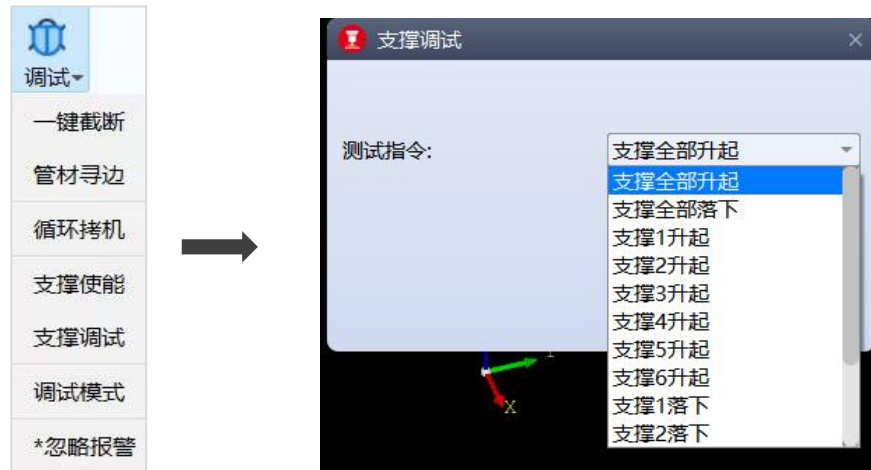 调试
一键截断
管材寻边
循环拷机
支撑使能
支撑调试
调试模式
*忽略报警
支撑调试
测试指令:
支撑全部升起
支撑全部升起
支撑全部落下
支撑1升起
支撑2升起
支撑3升起
支撑4升起
支撑5升起
支撑6升起
支撑1落下
支撑2落下
X